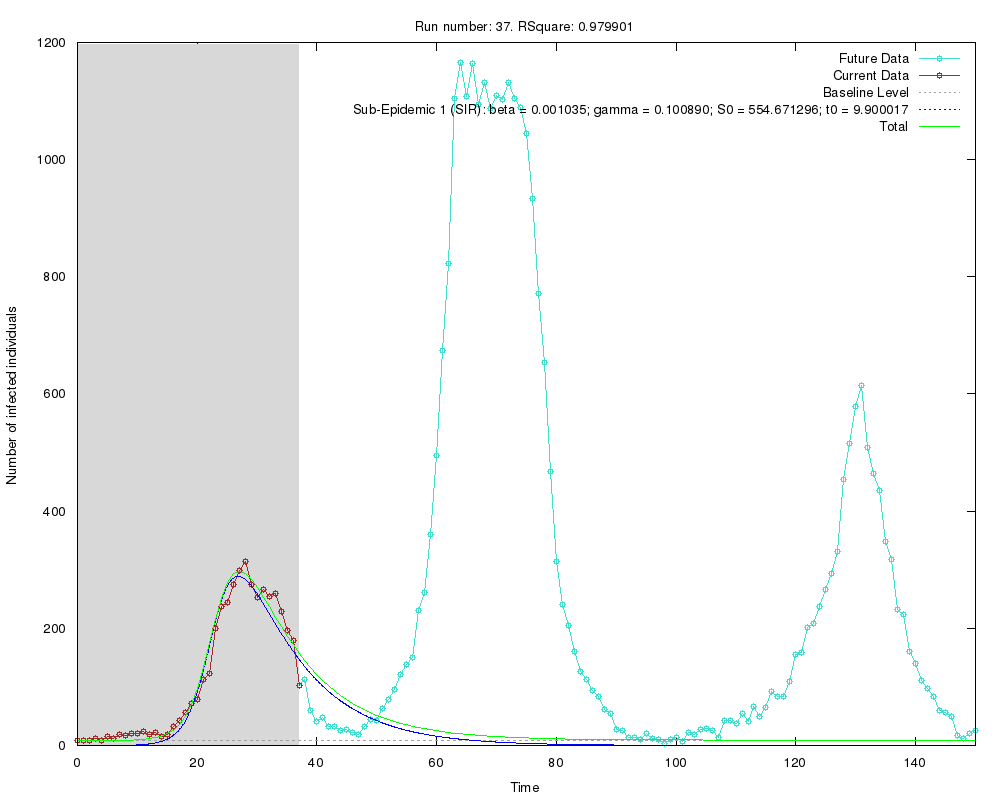 Run number: 37. RSquare: 0.979901
Future Data
Current Data
Baseline Level
Sub-Epidemic 1 (SIR): beta = 0.001035; gamma = 0.100890; S0 = 554.671296; t0 = 9.900017
Total
Number of infected individuals
1200
1000
800
600
400
200
0
0 20 40 60 80 100 120 140
Time